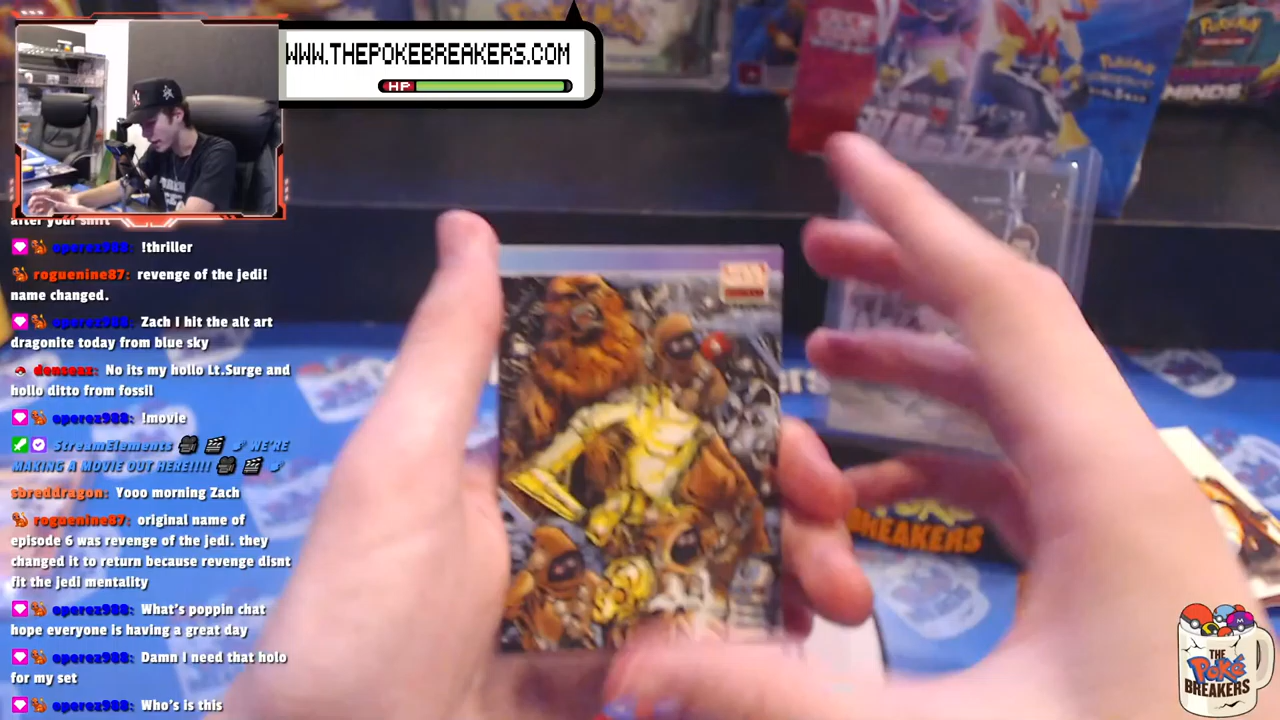 WWW.THEPOKEBREAKERS.COM
HP
after your shift
operez988: !thriller
roguenine87: revenge of the jedi!
name changed.
operez988: Zach I hit the alt art
dragonite today from blue sky
denseaz: No its my hollo Lt.Surge and
hollo ditto from fossil
operez988: !movie
StreamElements WE'RE
MAKING A MOVIE OUT HERE!!!!
sbreddragon: Yooo morning Zach
roguenine87: original name of
episode 6 was revenge of the jedi. they
changed it to return because revenge disnt
fit the jedi mentality
operez988: What's poppin chat
hope everyone is having a great day
operez988: Damn I need that holo
for my set
operez988: Who's is this
BREAKERS
THE
Poké
BREAKERS